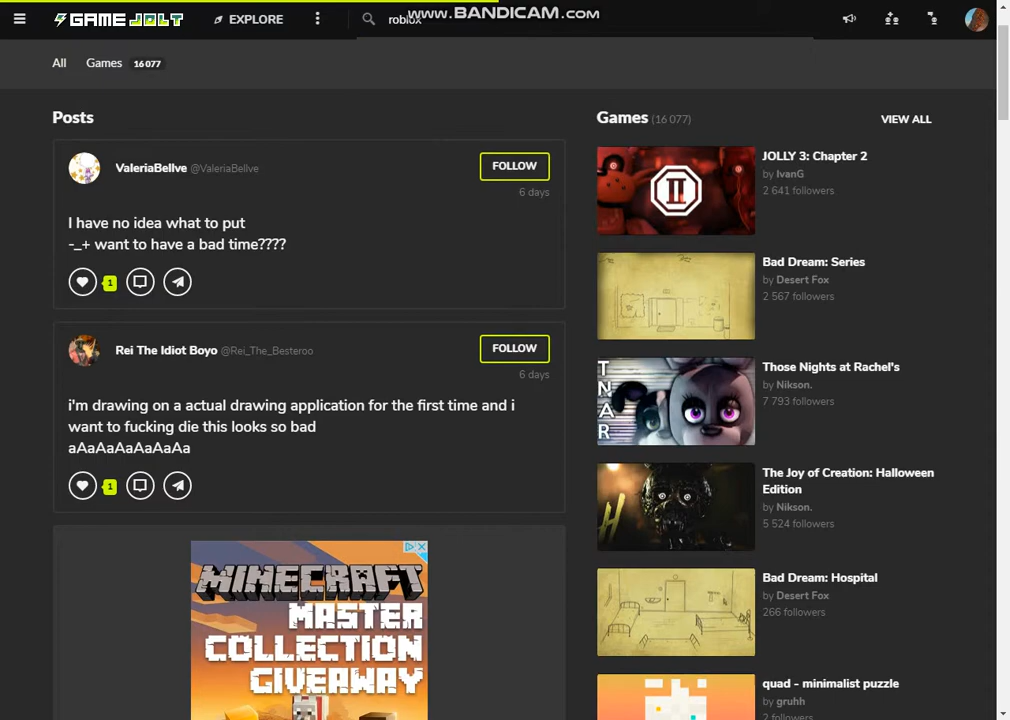 GAME JOLT
EXPLORE
roblox
WWW.BANDICAM.COM
All
Games 16 077
Posts
ValeriaBellve @ValeriaBellve
FOLLOW
6 days
I have no idea what to put
-_+ want to have a bad time????
1
Rei The Idiot Boyo @Rei_The_Besteroo
FOLLOW
6 days
i'm drawing on a actual drawing application for the first time and i
want to fucking die this looks so bad
aAaAaAaAaAaAa
1
MINECRAFT
MASTER
COLLECTION
GIVEAWAY
Games (16 077)
VIEW ALL
JOLLY 3: Chapter 2
by IvanG
2 641 followers
Bad Dream: Series
by Desert Fox
2 567 followers
T
N
A
R
Those Nights at Rachel's
by Nikson.
7 793 followers
The Joy of Creation: Halloween
Edition
by Nikson.
5 524 followers
Bad Dream: Hospital
by Desert Fox
266 followers
quad - minimalist puzzle
by gruhh
2 followers